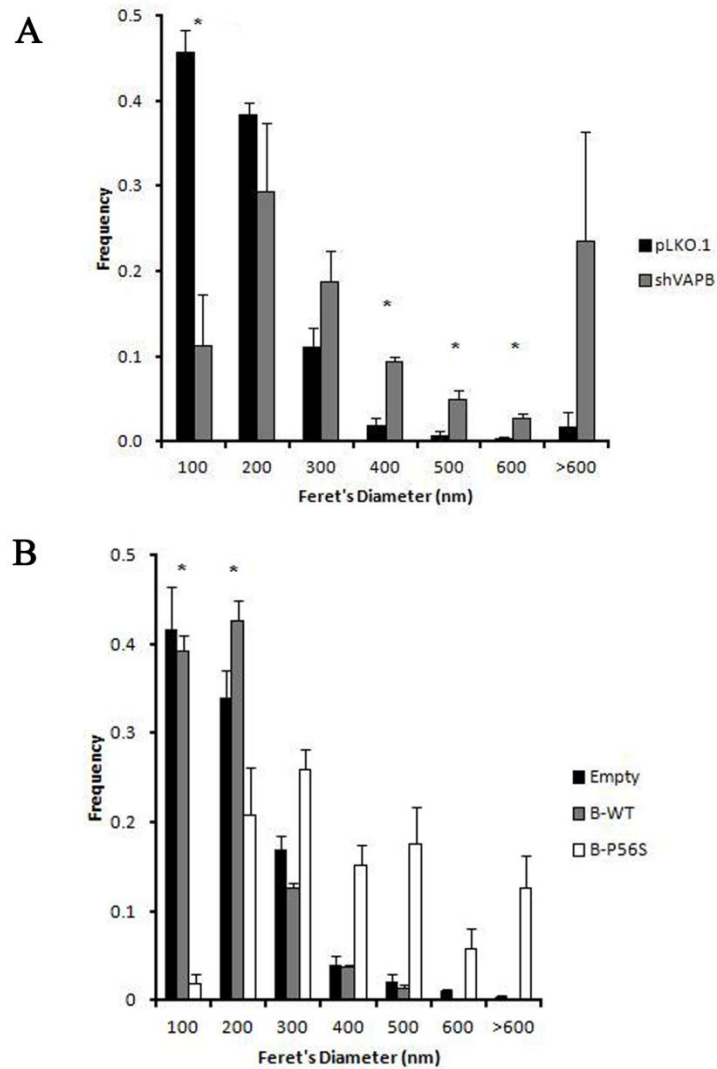 A
*
0.5
0.4
0.3
0.2
0.1
0.0
Frequency
*
*
*
pLKO.1
shVAPB
100 200 300 400 500 600 >600
Feret's Diameter (nm)
B
* *
0.5
0.4
0.3
0.2
0.1
0
Frequency
Empty
B-WT
B-P56S
100 200 300 400 500 600 >600
Feret's Diameter (nm)